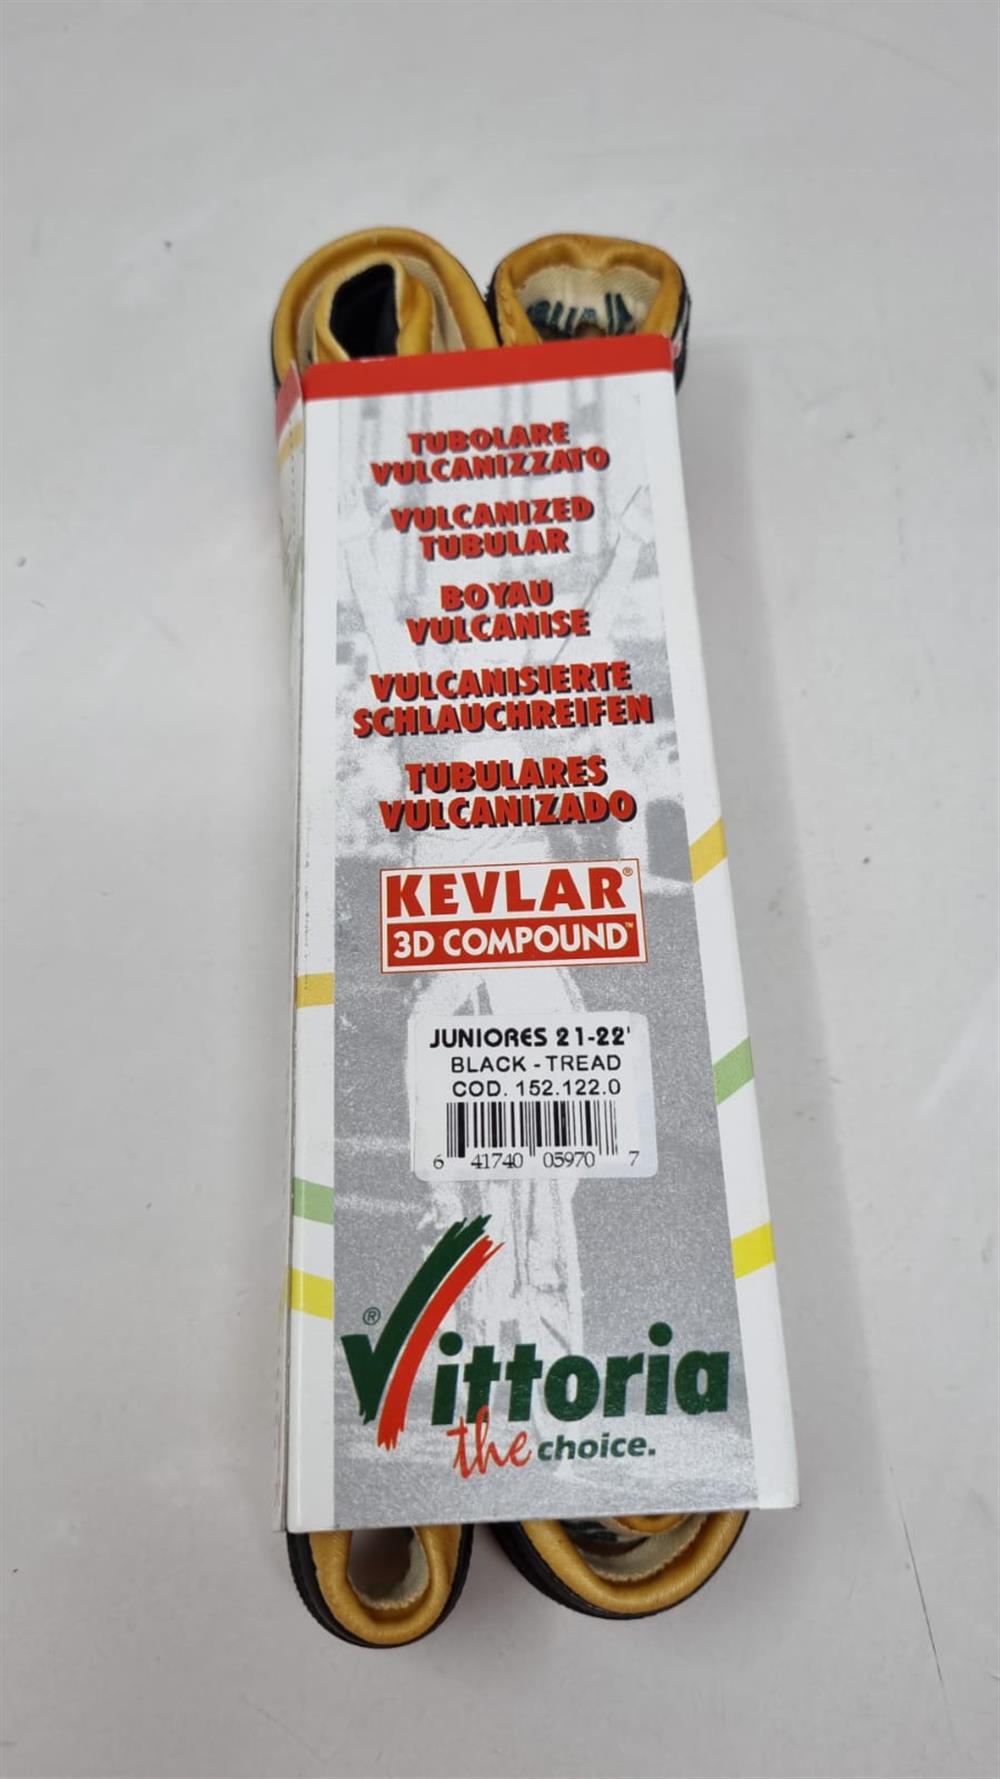 TUBOLARE
VULCANIZZATO
VULCANIZED
TUBULAR
BOYAU
VULCANISE
VULCANISIERTE
SCHLAUCHREIFEN
TUBULARES
VULCANIZADO
KEVLAR®
3D COMPOUND™
JUNIORES 21-22'
BLACK - TREAD
COD. 152.122.0
6 41740 05970 7
®
Vittoria
the choice.